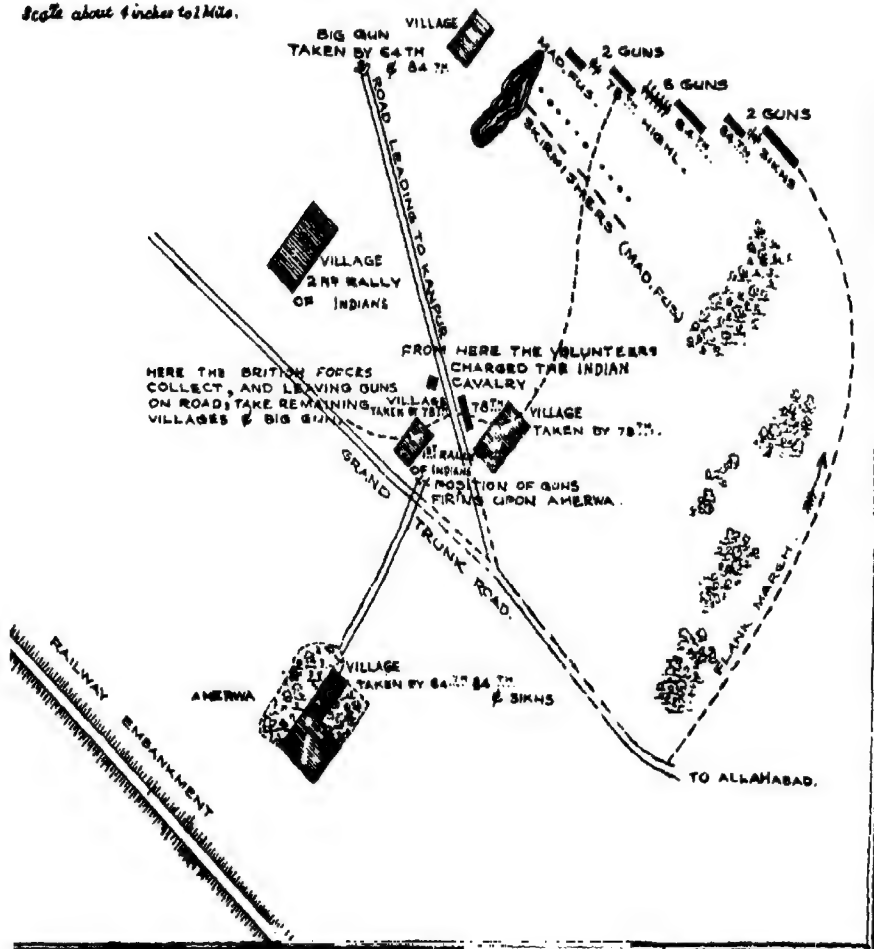 Scale about 4 inches to 1 Mile.
BIG GUN
TAKEN BY 64TH
& 84TH
VILLAGE
MAD. FUS.
2 GUNS
78TH HIGHL.
6 GUNS
64TH
2 GUNS
84TH
& SIKHS
SKIRMISHERS (MAD. FUS)
ROAD LEADING TO KANPUR
VILLAGE
2ND RALLY
OF INDIANS
FROM HERE THE VOLUNTEERS
CHARGED THE INDIAN
CAVALRY
HERE THE BRITISH FORCES
COLLECT, AND LEAVING GUNS
ON ROAD, TAKE REMAINING
VILLAGES & BIG GUN
VILLAGE
TAKEN BY 78TH
78TH
VILLAGE
TAKEN BY 78TH.
1ST RALLY
OF INDIANS
POSITION OF GUNS
FIRING UPON AHERWA.
GRAND TRUNK ROAD.
FLANK MARCH.
AHERWA
VILLAGE
TAKEN BY 64TH 84TH
& SIKHS
RAILWAY EMBANKMENT
TO ALLAHABAD.